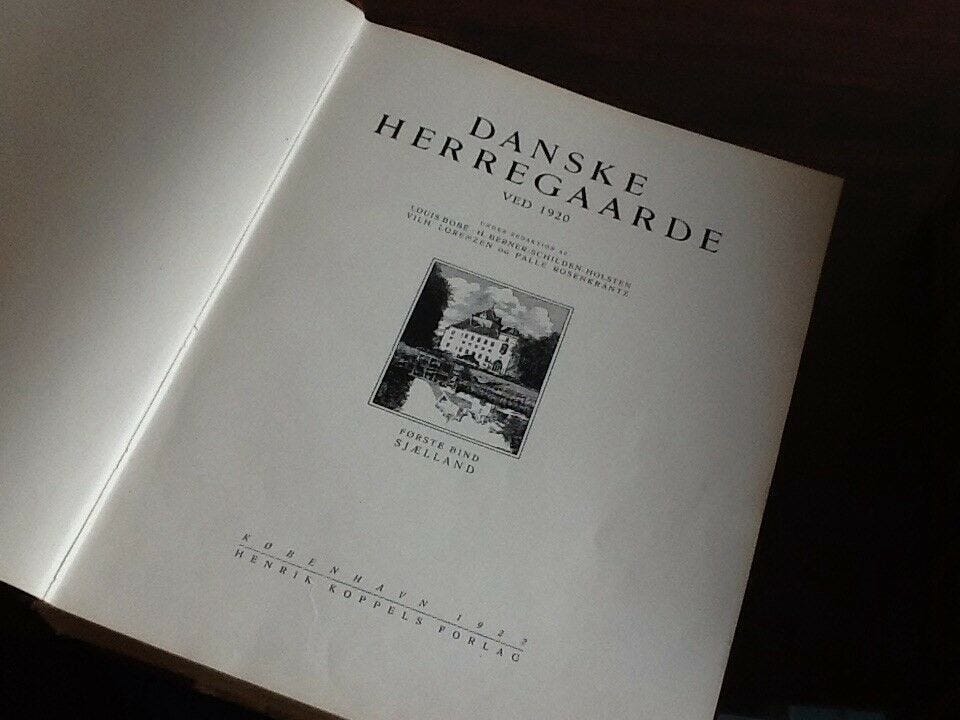 DANSKE
HERREGAARDE
VED 1920
UNDER REDAKTION AF
LOUIS BOBÉ, H. BERNER SCHILDEN-HOLSTEN
VILH. LORENZEN OG PALLE ROSENKRANTZ
FØRSTE BIND
SJÆLLAND
KØBENHAVN 1922
HENRIK KOPPELS FORLAG